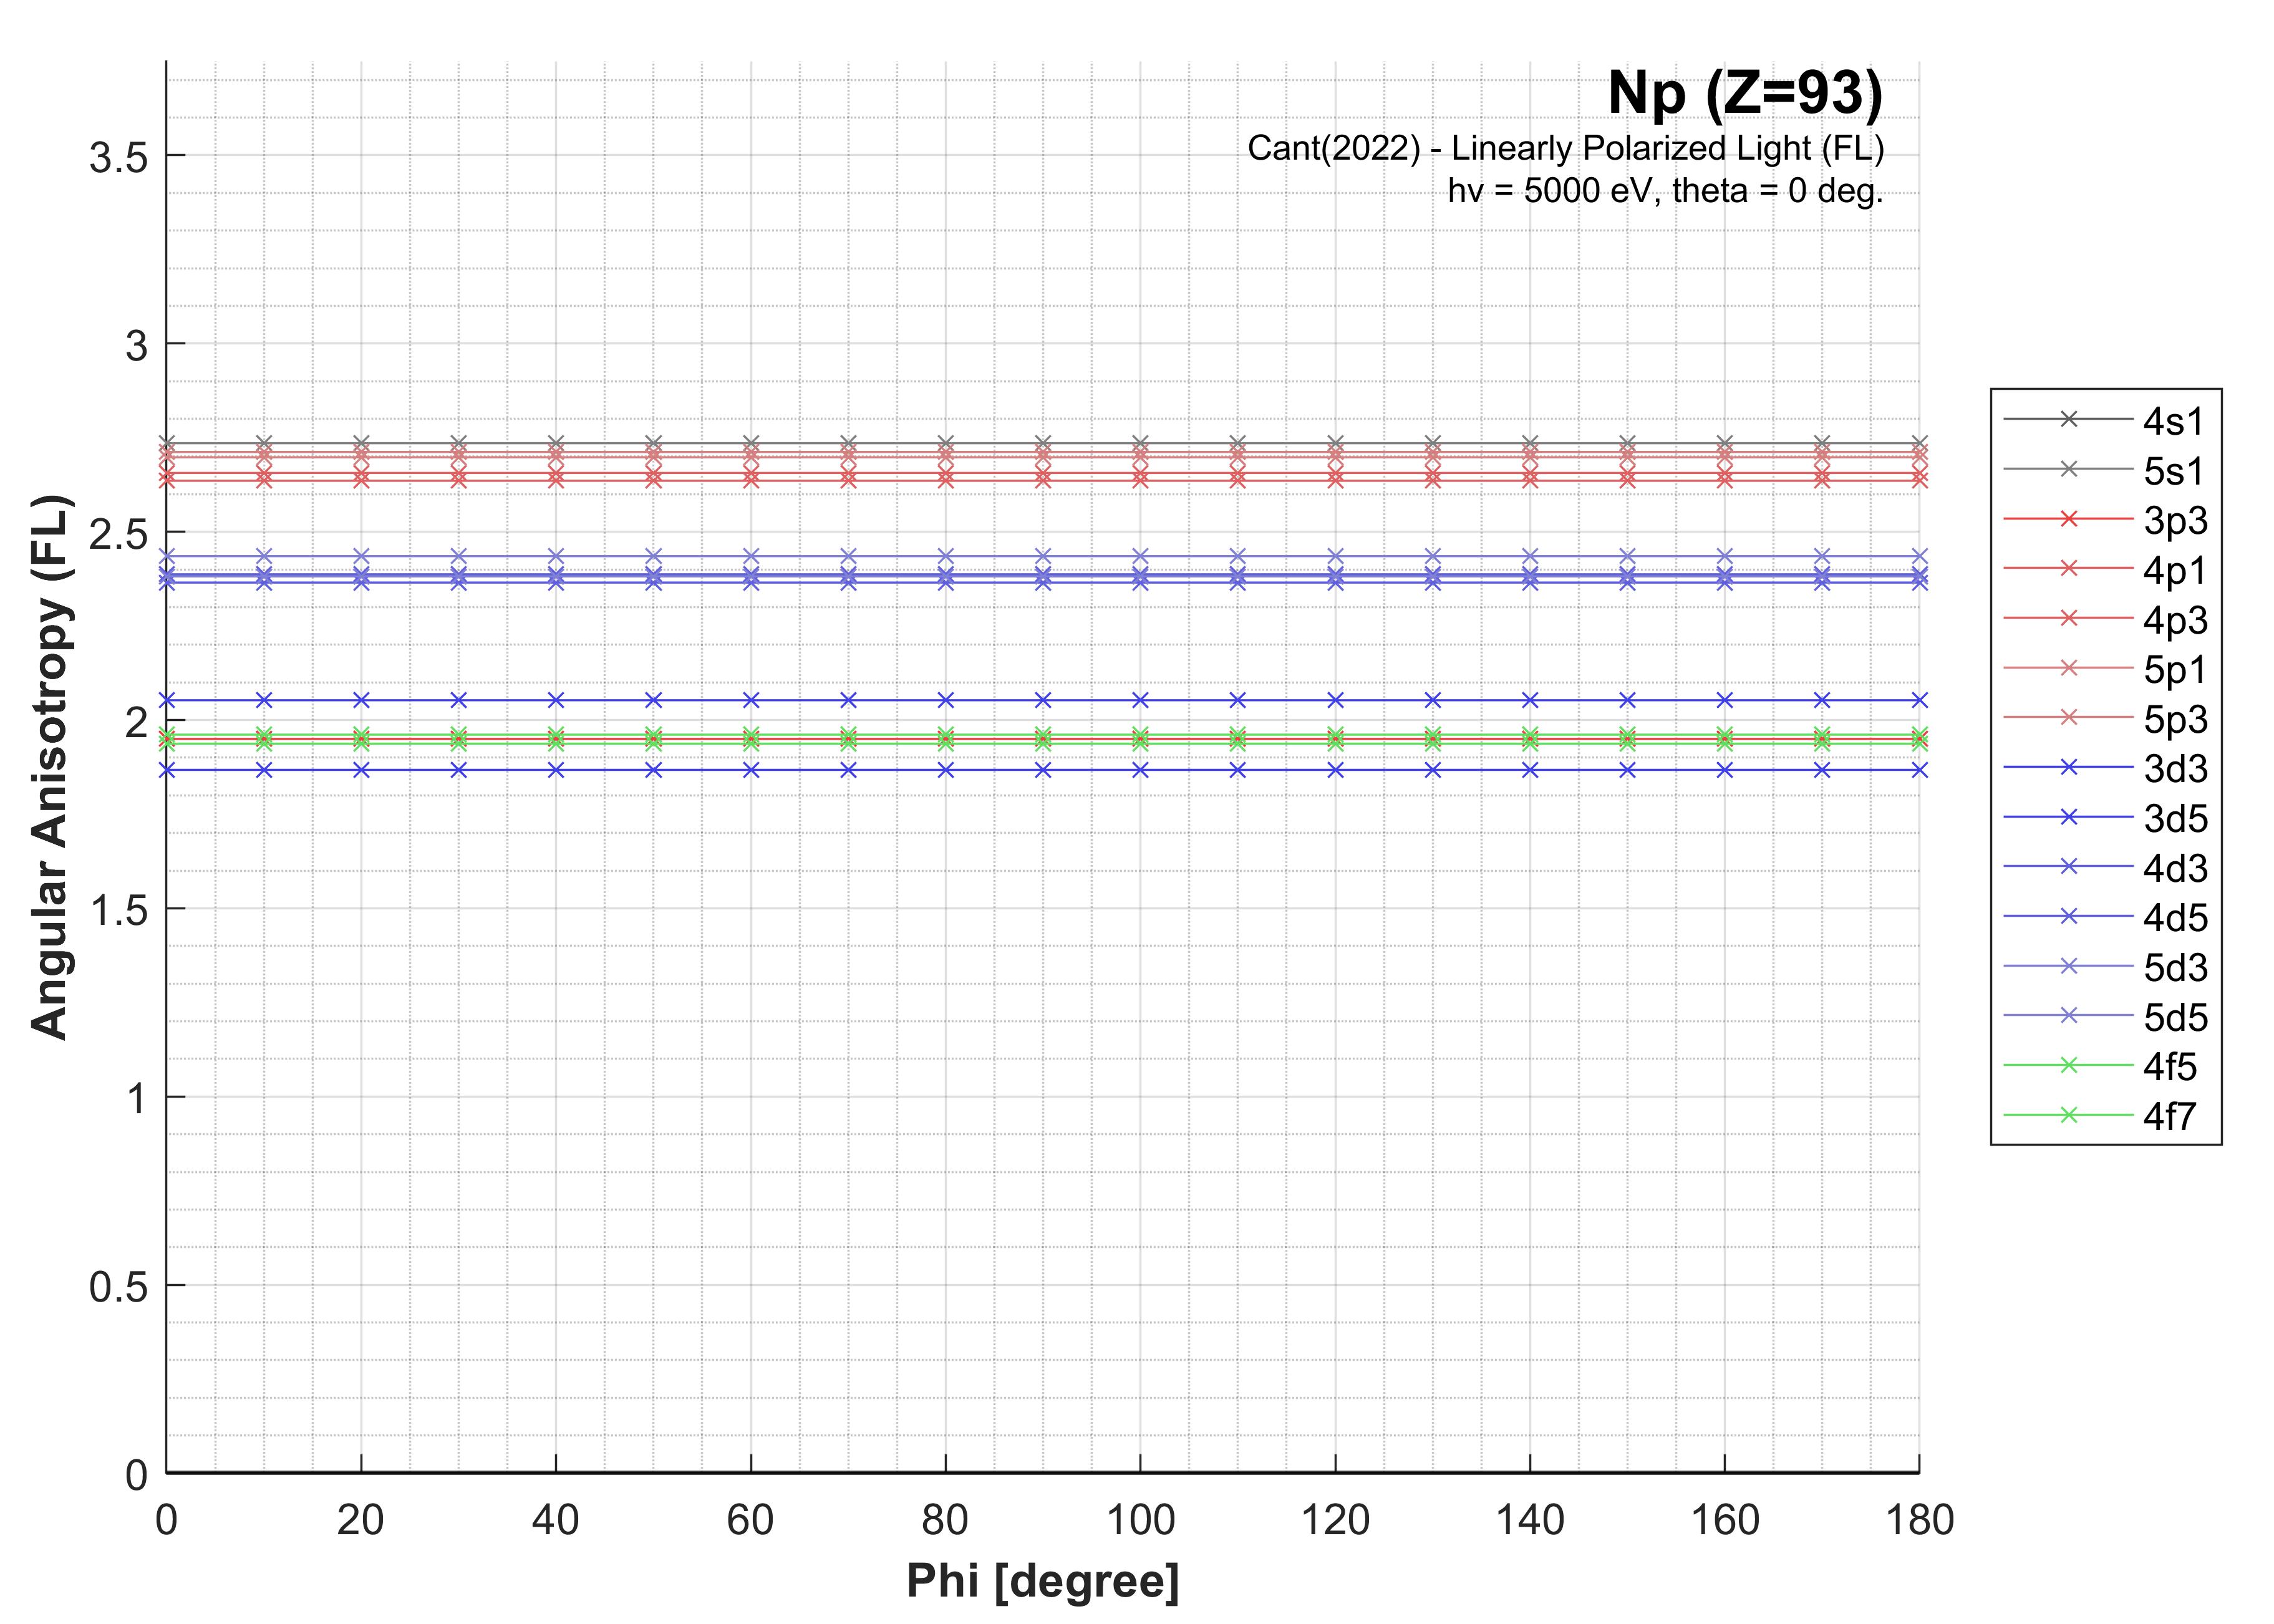 Np (Z=93)
Cant(2022) - Linearly Polarized Light (FL)
hv = 5000 eV, theta = 0 deg.
Angular Anisotropy (FL)
3.5
3
2.5
2
1.5
1
0.5
0
0 20 40 60 80 100 120 140 160 180
Phi [degree]
4s1
5s1
3p3
4p1
4p3
5p1
5p3
3d3
3d5
4d3
4d5
5d3
5d5
4f5
4f7